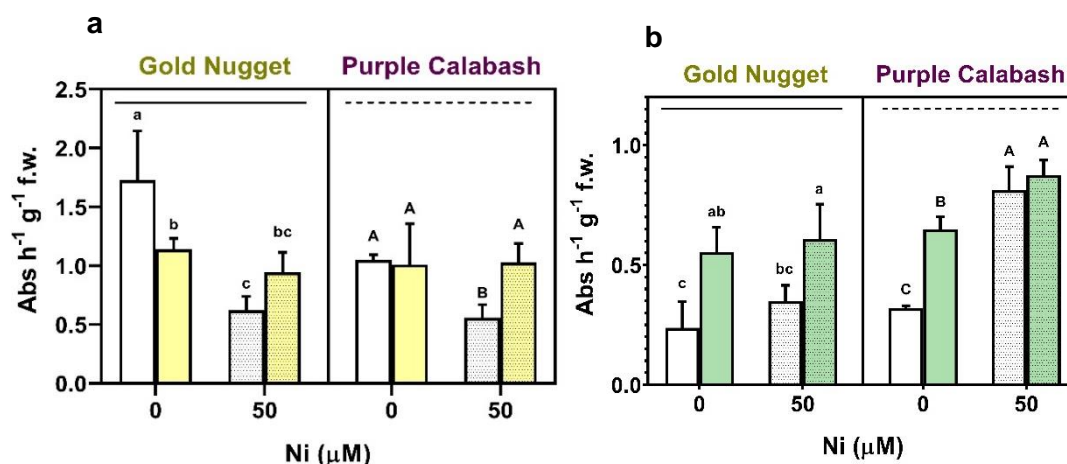 a
Gold Nugget Purple Calabash
2.5
2.0
1.5
1.0
0.5
0.0
Abs h⁻¹ g⁻¹ f.w.
a
b
c
bc
A
A
B
A
0 50 0 50
Ni (μM)
b
Gold Nugget Purple Calabash
1.0
0.5
0.0
Abs h⁻¹ g⁻¹ f.w.
c
ab
bc
a
C
B
A
A
0 50 0 50
Ni (μM)